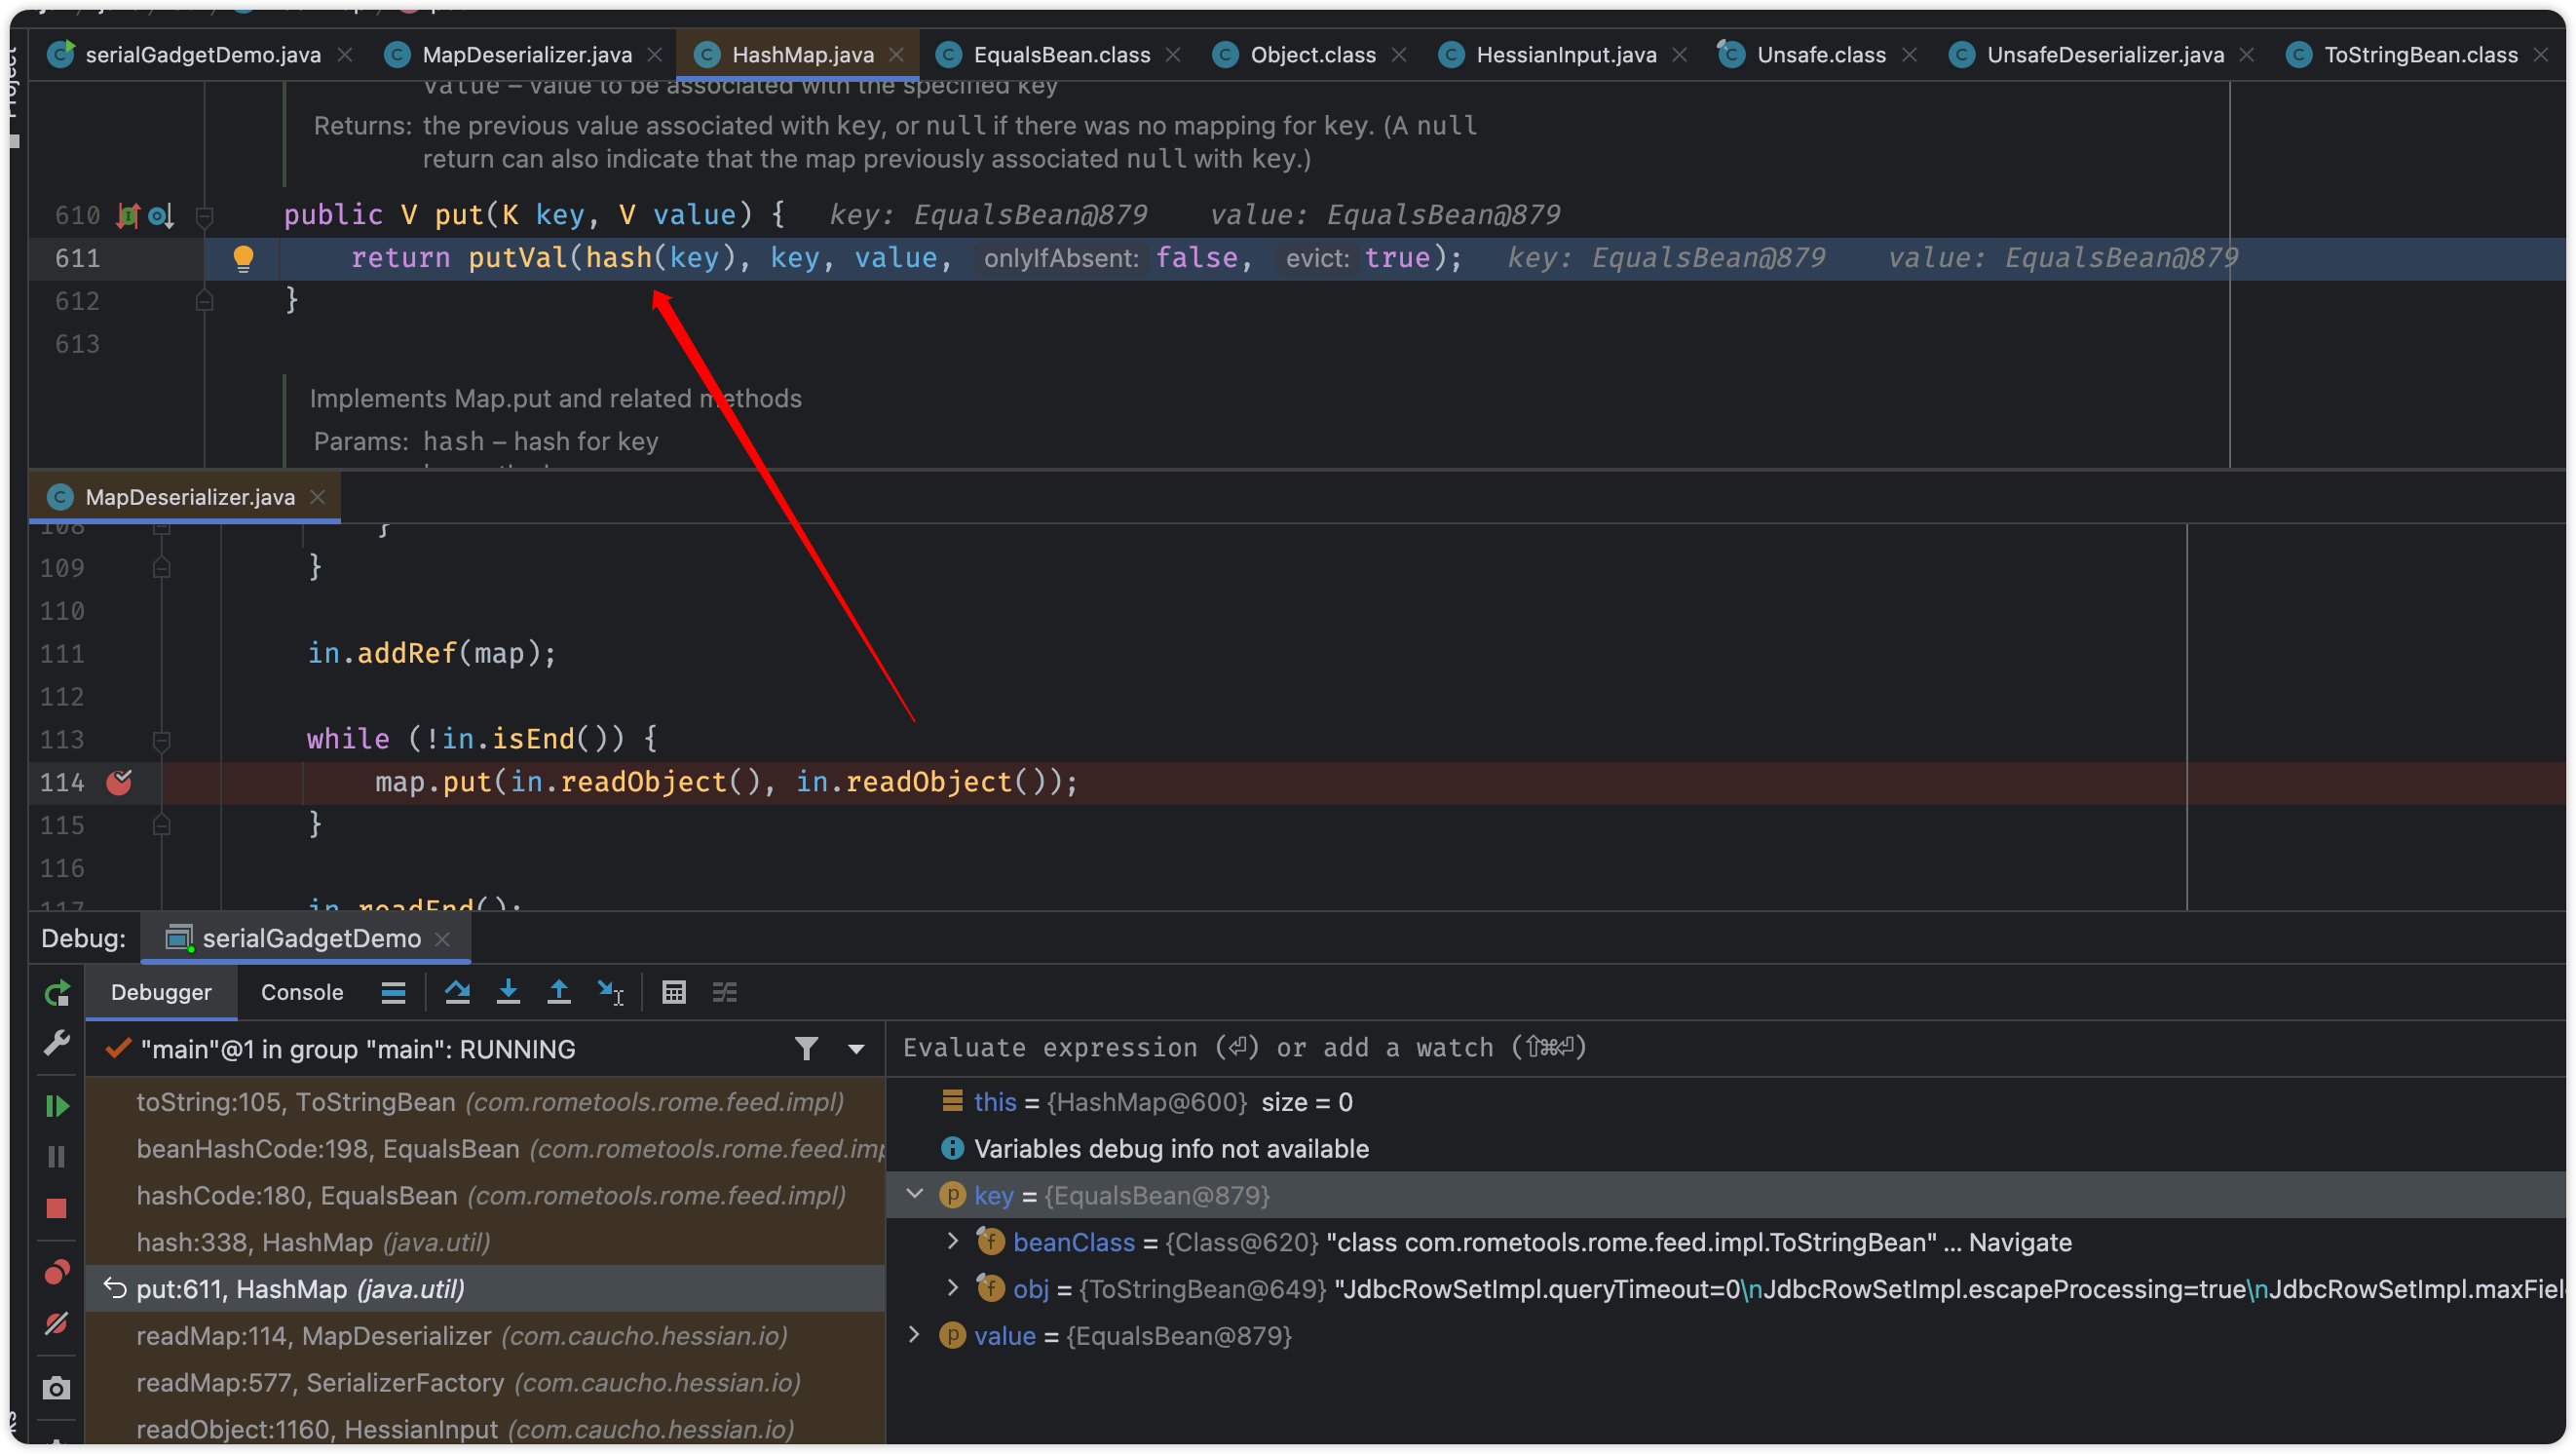 Project
serialGadgetDemo.java MapDeserializer.java HashMap.java EqualsBean.class Object.class HessianInput.java Unsafe.class UnsafeDeserializer.java ToStringBean.class
value – value to be associated with the specified key
Returns: the previous value associated with key, or null if there was no mapping for key. (A null
return can also indicate that the map previously associated null with key.)
610 public V put(K key, V value) { key: EqualsBean@879 value: EqualsBean@879
611 return putVal(hash(key), key, value, onlyIfAbsent: false, evict: true); key: EqualsBean@879 value: EqualsBean@879
612 }
613
Implements Map.put and related methods
Params: hash – hash for key
MapDeserializer.java
108 }
109 }
110
111 in.addRef(map);
112
113 while (!in.isEnd()) {
114 map.put(in.readObject(), in.readObject());
115 }
116
117 in.readEnd();
Debug: serialGadgetDemo
Debugger Console
"main"@1 in group "main": RUNNING
Evaluate expression (⏎) or add a watch (⇧⌘⏎)
toString:105, ToStringBean (com.rometools.rome.feed.impl)
beanHashCode:198, EqualsBean (com.rometools.rome.feed.imp
hashCode:180, EqualsBean (com.rometools.rome.feed.impl)
hash:338, HashMap (java.util)
put:611, HashMap (java.util)
readMap:114, MapDeserializer (com.caucho.hessian.io)
readMap:577, SerializerFactory (com.caucho.hessian.io)
readObject:1160, HessianInput (com.caucho.hessian.io)
this = {HashMap@600} size = 0
Variables debug info not available
key = {EqualsBean@879}
beanClass = {Class@620} "class com.rometools.rome.feed.impl.ToStringBean" ... Navigate
obj = {ToStringBean@649} "JdbcRowSetImpl.queryTimeout=0\nJdbcRowSetImpl.escapeProcessing=true\nJdbcRowSetImpl.maxFiel
value = {EqualsBean@879}